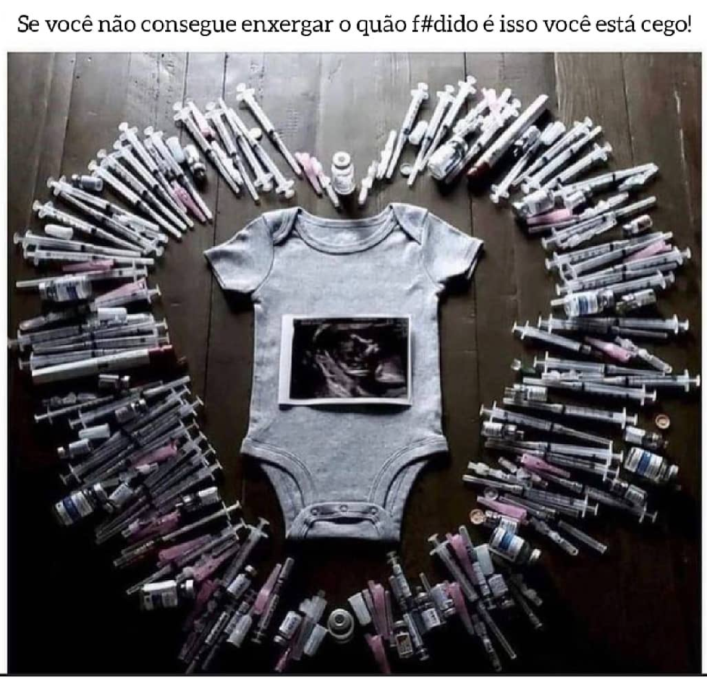 Se você não consegue enxergar o quão f#dido é isso você está cego!